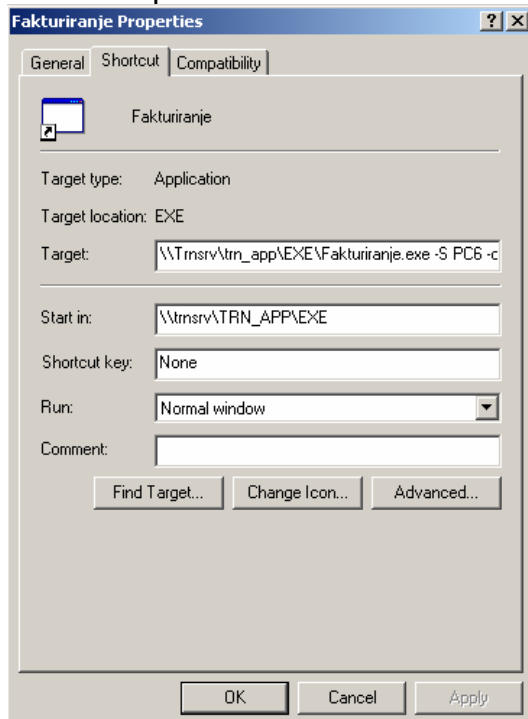 Fakturiranje Properties
General Shortcut Compatibility
Fakturiranje
Target type: Application
Target location: EXE
Target: \\Trnsrv\trn_app\EXE\Fakturiranje.exe -S PC6 -c
Start in: \\trnsrv\TRN_APP\EXE
Shortcut key: None
Run: Normal window
Comment:
Find Target... Change Icon... Advanced...
OK Cancel Apply